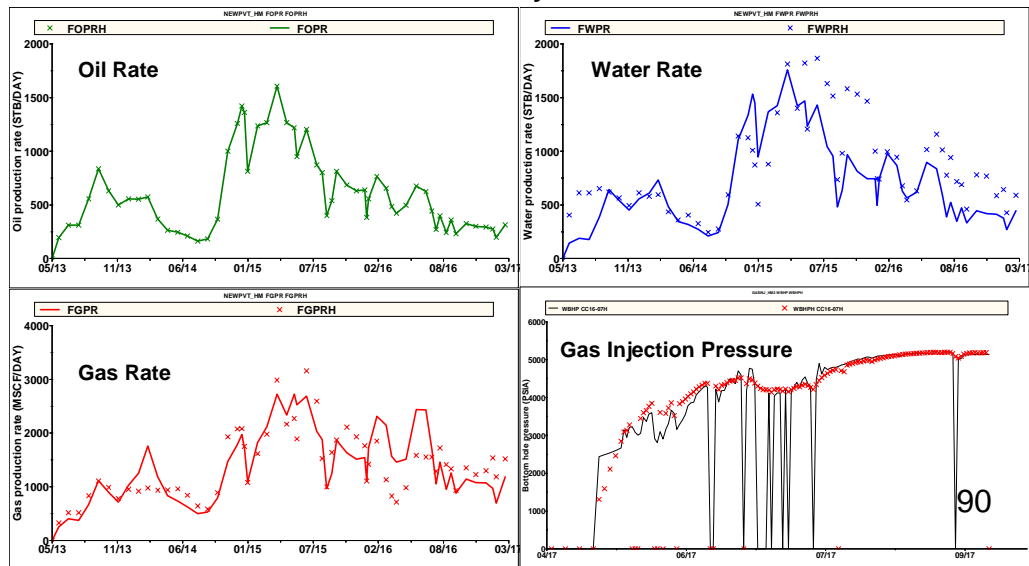 NEWPVT_HM FOPR FOPRH
FOPRH FOPR
Oil Rate
Oil production rate (STB/DAY)
2000
1500
1000
500
0
05/13 11/13 06/14 01/15 07/15 02/16 08/16 03/17
NEWPVT_HM FWPR FWPRH
FWPR FWPRH
Water Rate
Water production rate (STB/DAY)
2000
1500
1000
500
0
05/13 11/13 06/14 01/15 07/15 02/16 08/16 03/17
NEWPVT_HM FGPR FGPRH
FGPR FGPRH
Gas Rate
Gas production rate (MSCF/DAY)
4000
3000
2000
1000
0
05/13 11/13 06/14 01/15 07/15 02/16 08/16 03/17
WBHP CC16-07H WBHPH CC16-07H
Gas Injection Pressure
Bottom hole pressure (PSIA)
6000
5000
4000
3000
2000
1000
0
04/17 06/17 07/17 09/17
90